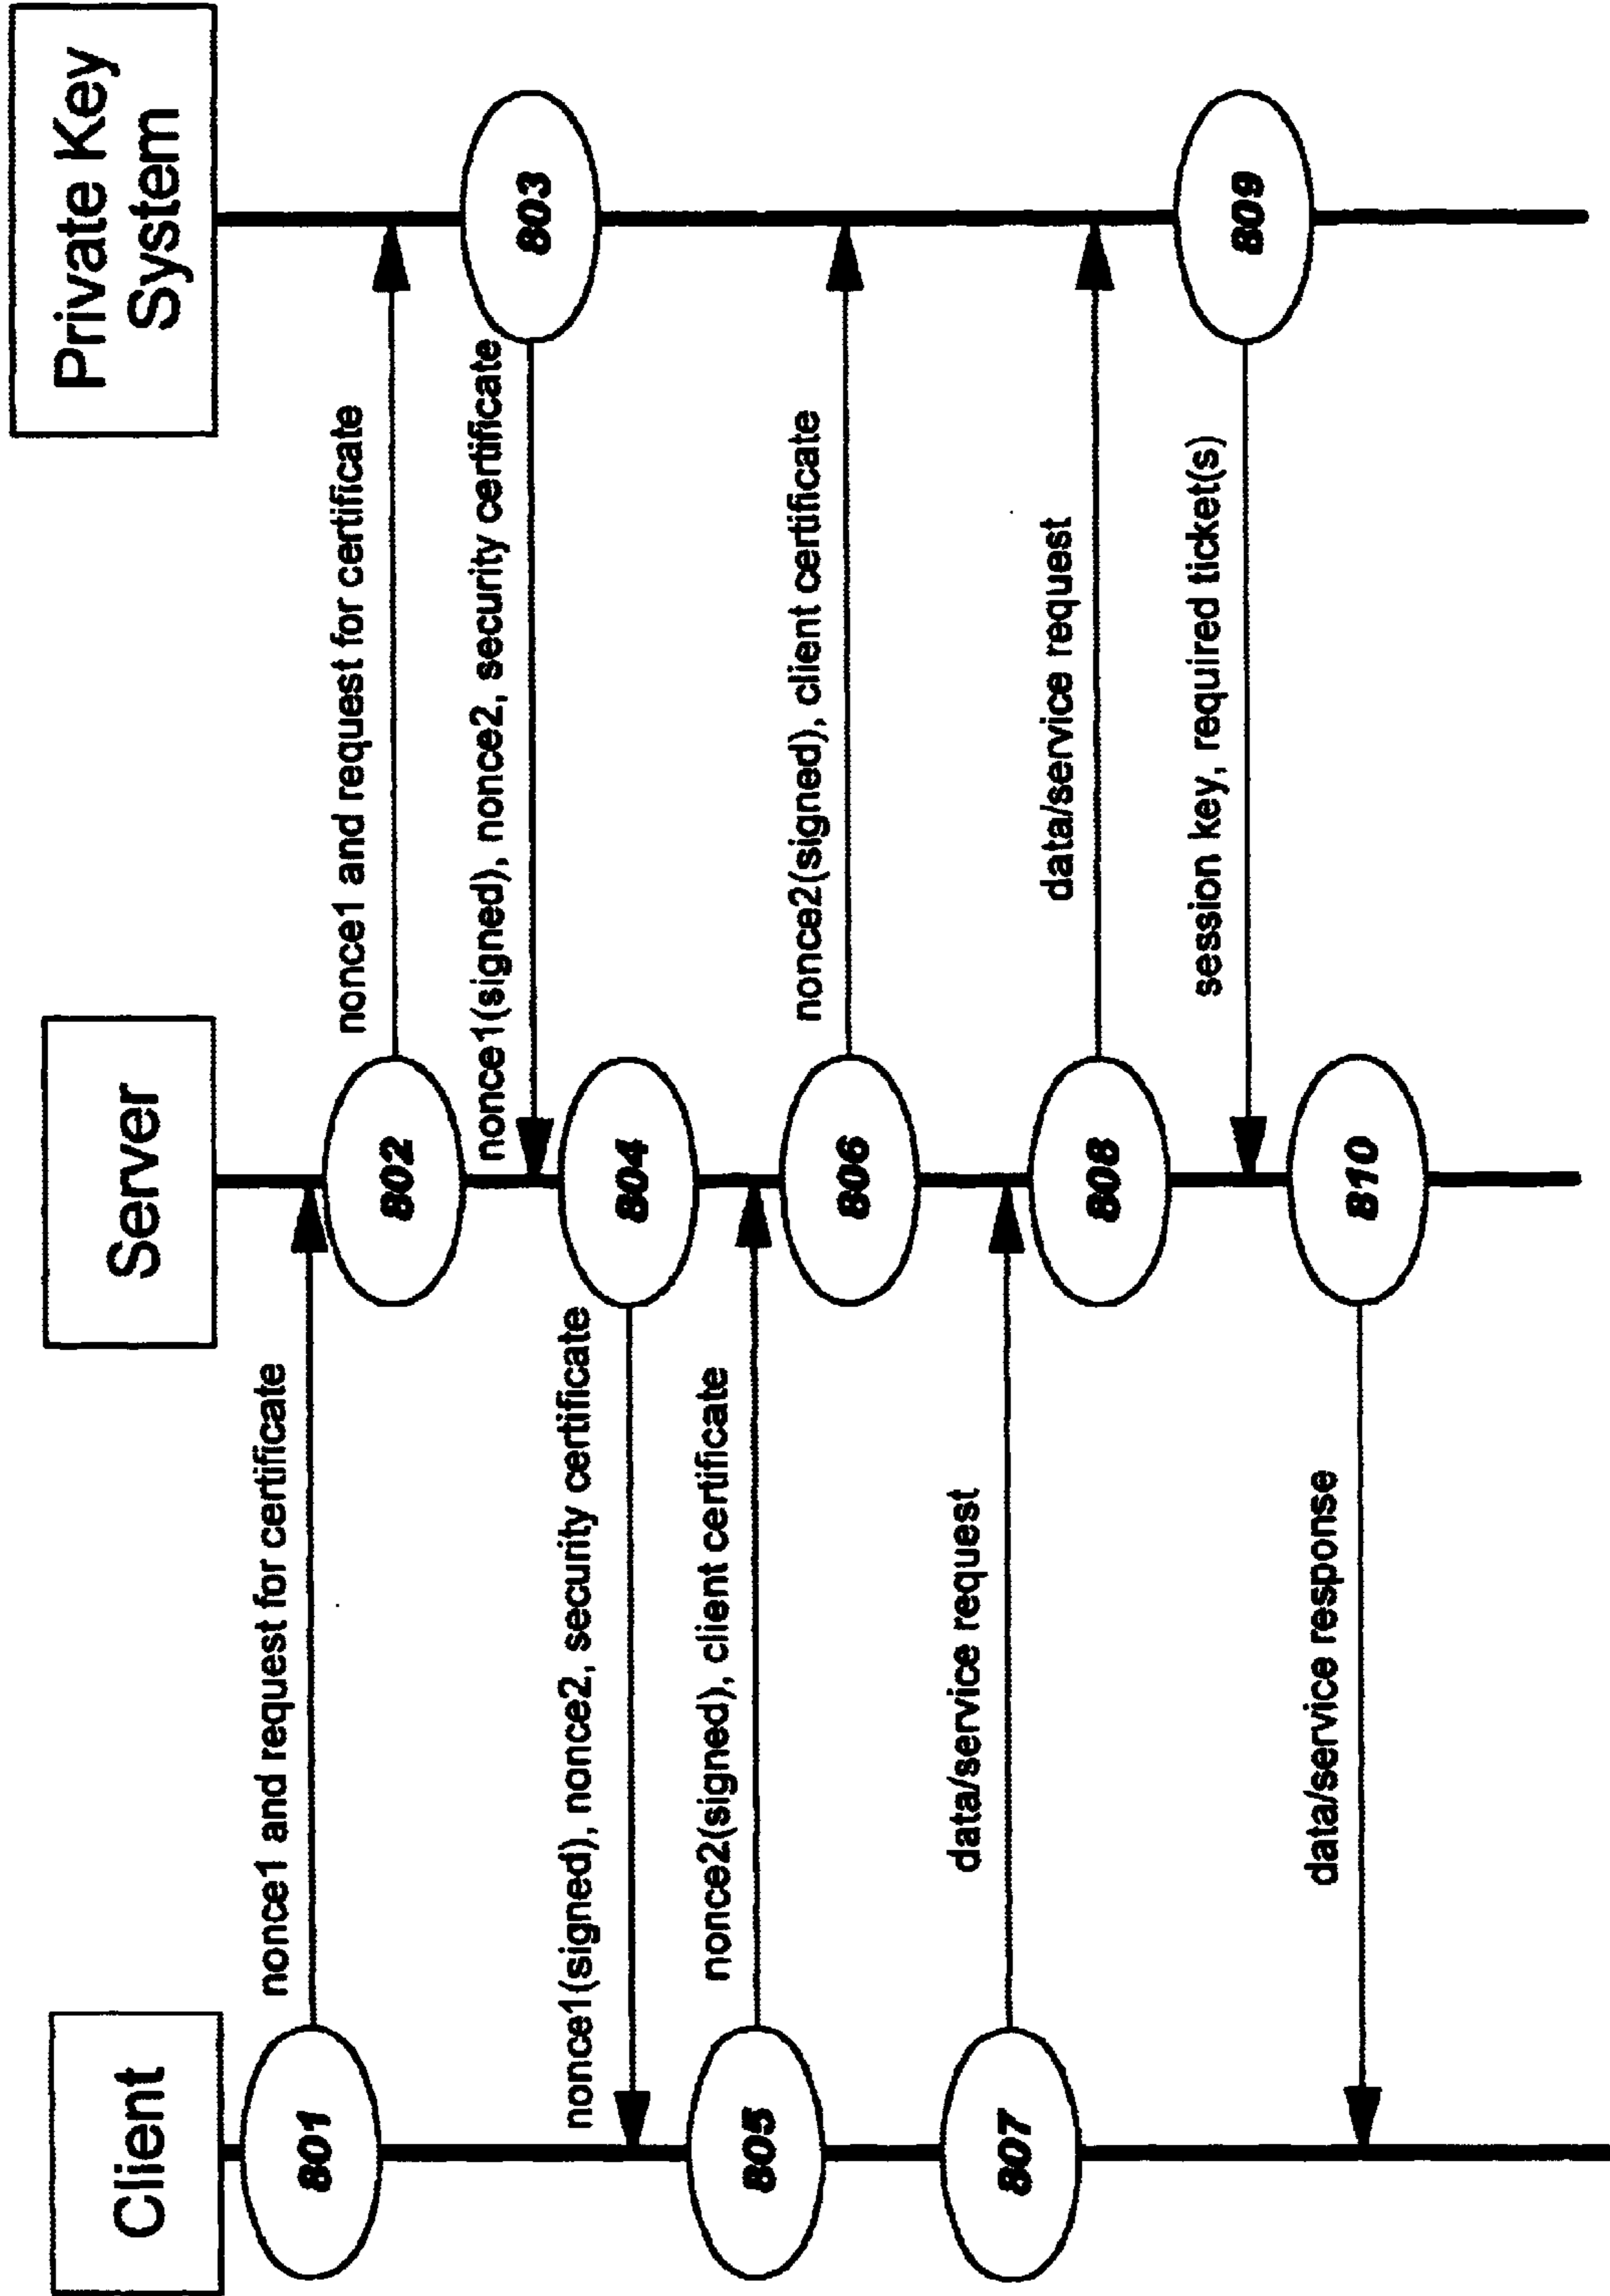 Client
Server
Private Key
System
801
nonce1 and request for certificate
802
nonce1 and request for certificate
803
nonce1(signed), nonce2, security certificate
804
nonce1(signed), nonce2, security certificate
805
nonce2(signed), client certificate
806
nonce2(signed), client certificate
807
data/service request
808
data/service request
809
session key, required ticket(s)
810
data/service response